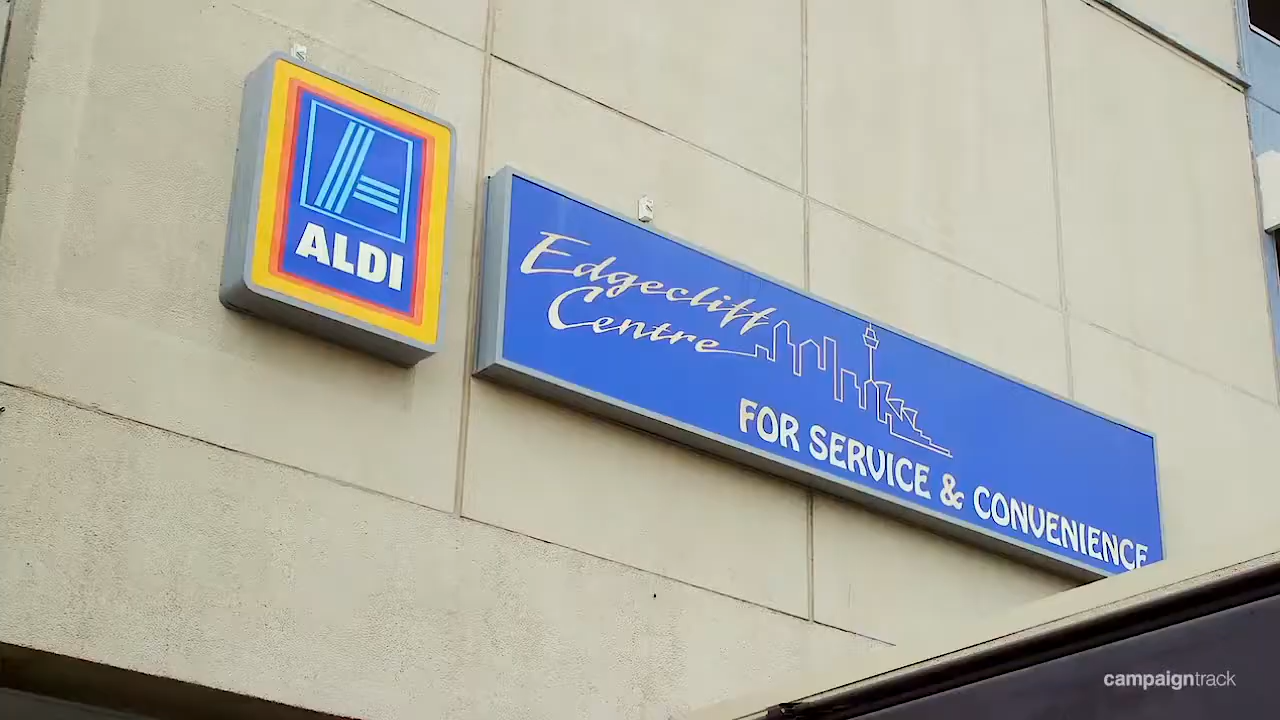 ALDI
Edgecliff
Centre
FOR SERVICE & CONVENIENCE
campaigntrack